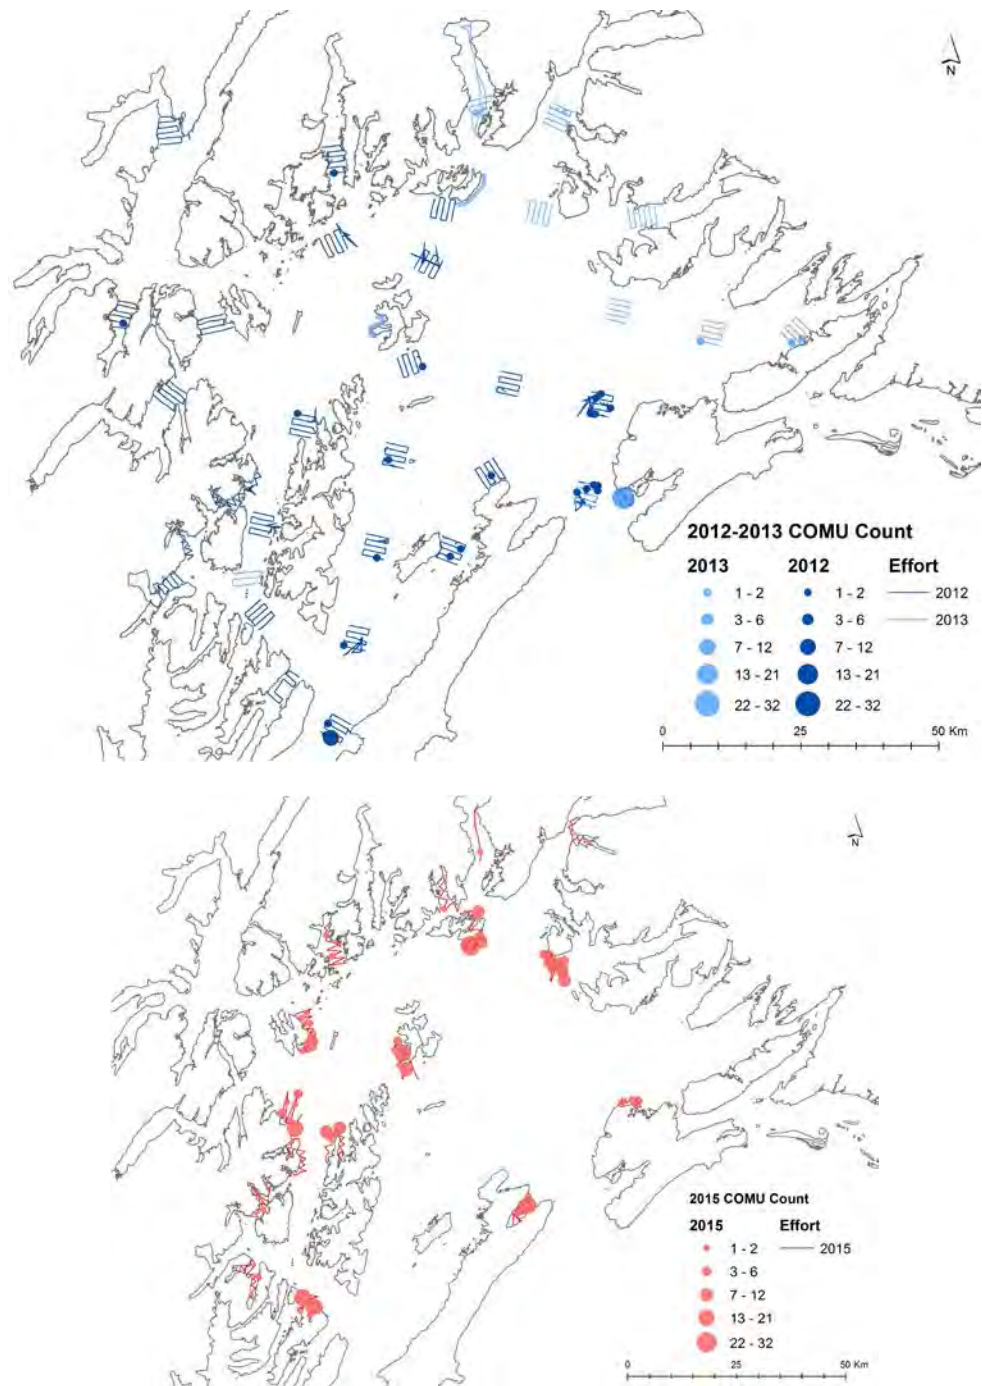 N
2012-2013 COMU Count
2013 2012 Effort
1 - 2 1 - 2 2012
3 - 6 3 - 6 2013
7 - 12 7 - 12
13 - 21 13 - 21
22 - 32 22 - 32
0 25 50 Km
N
2015 COMU Count
2015 Effort
1 - 2 2015
3 - 6
7 - 12
13 - 21
22 - 32
0 25 50 Km